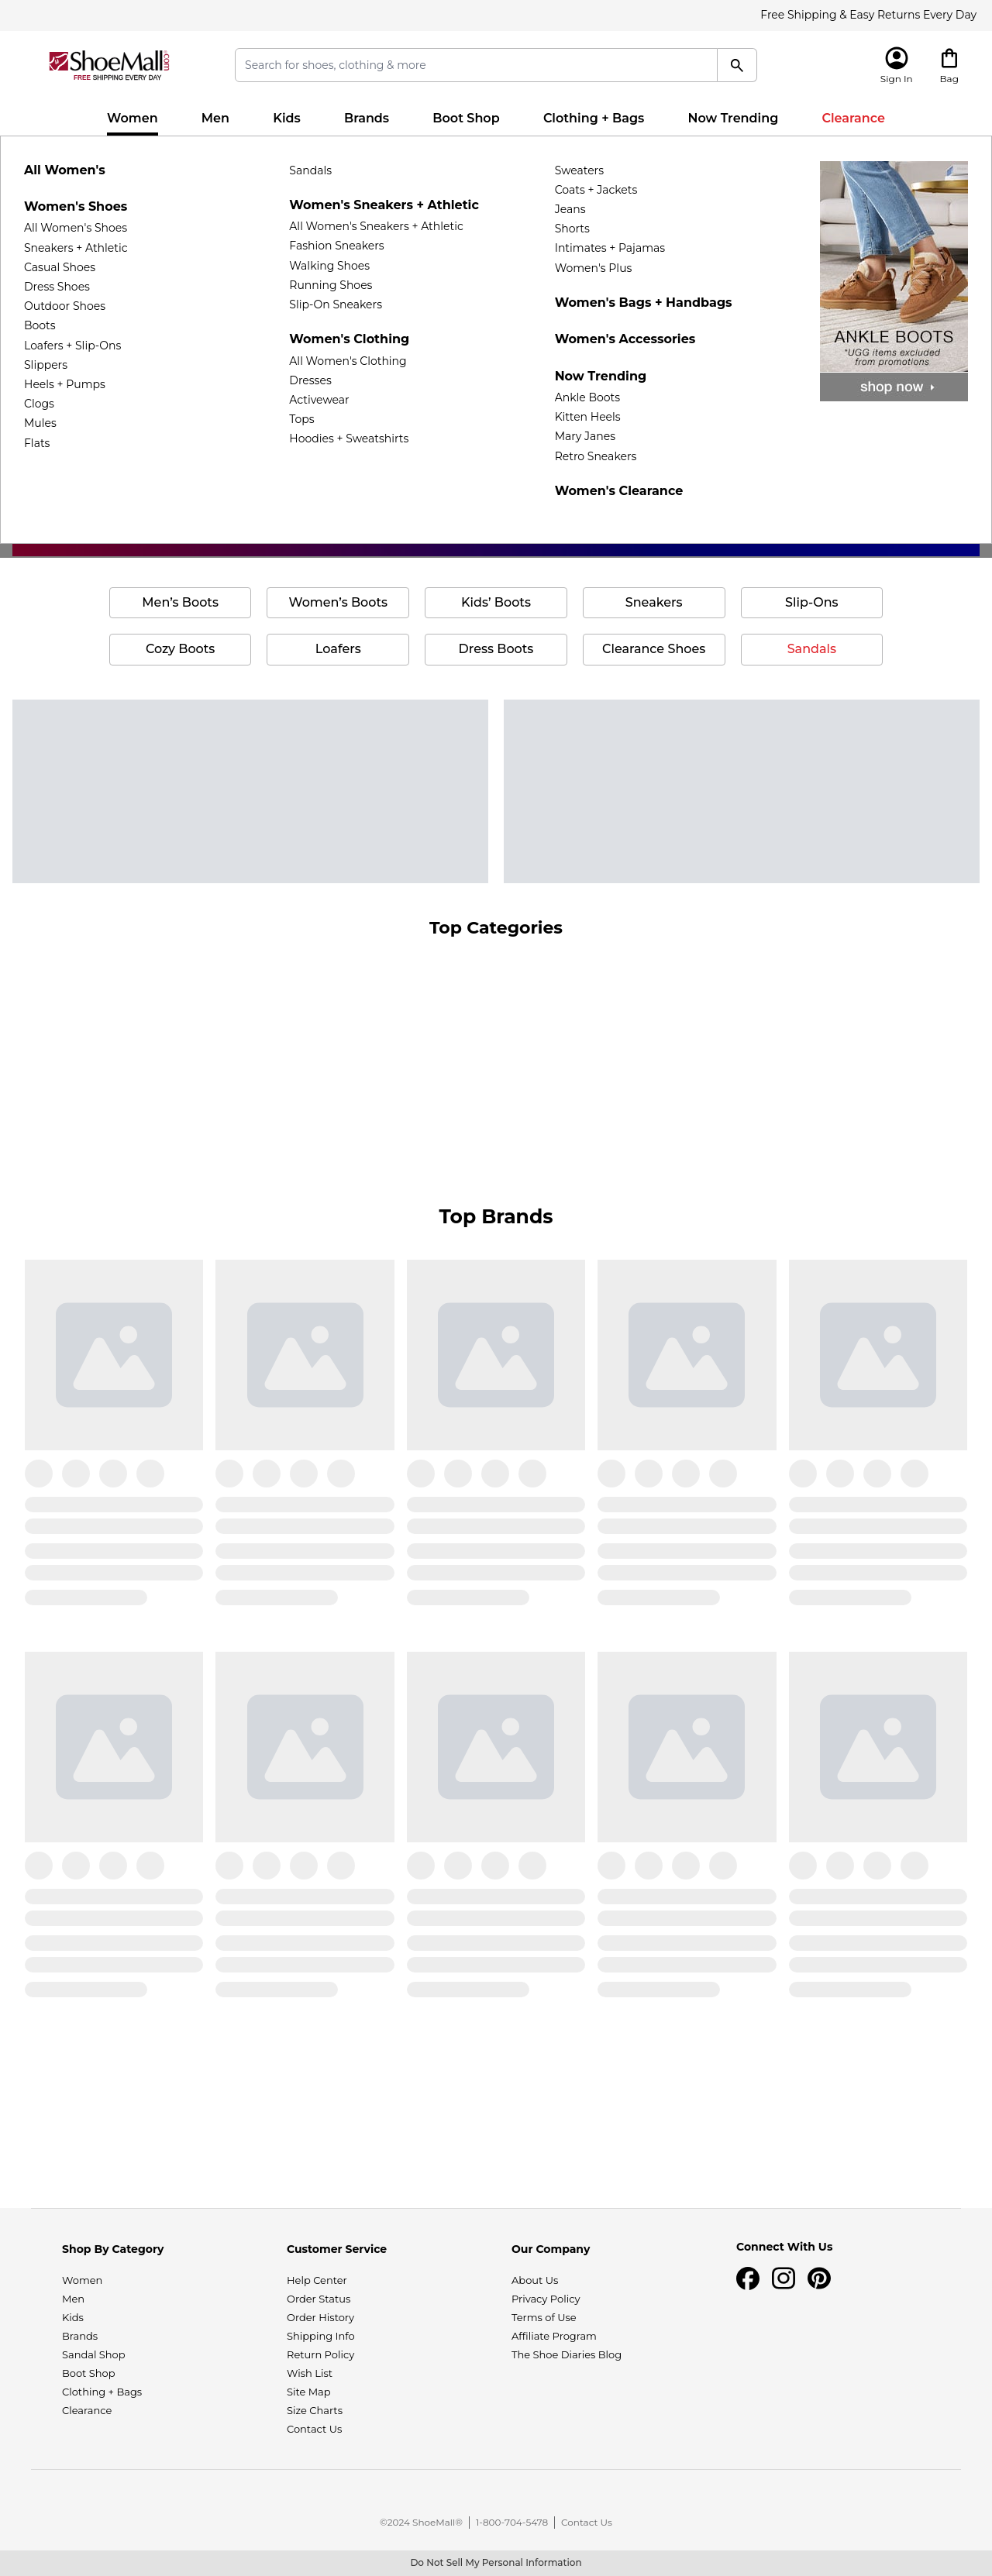 Free Shipping & Easy Returns Every Day
ShoeMall.com
FREE SHIPPING EVERY DAY
Search for shoes, clothing & more
Sign In
Bag
Women
Men
Kids
Brands
Boot Shop
Clothing + Bags
Now Trending
Clearance
All Women's
Women's Shoes
All Women's Shoes
Sneakers + Athletic
Casual Shoes
Dress Shoes
Outdoor Shoes
Boots
Loafers + Slip-Ons
Slippers
Heels + Pumps
Clogs
Mules
Flats
Sandals
Women's Sneakers + Athletic
All Women's Sneakers + Athletic
Fashion Sneakers
Walking Shoes
Running Shoes
Slip-On Sneakers
Women's Clothing
All Women's Clothing
Dresses
Activewear
Tops
Hoodies + Sweatshirts
Sweaters
Coats + Jackets
Jeans
Shorts
Intimates + Pajamas
Women's Plus
Women's Bags + Handbags
Women's Accessories
Now Trending
Ankle Boots
Kitten Heels
Mary Janes
Retro Sneakers
Women's Clearance
ANKLE BOOTS
*UGG items excluded
from promotions
shop now
Men’s Boots
Women’s Boots
Kids’ Boots
Sneakers
Slip-Ons
Cozy Boots
Loafers
Dress Boots
Clearance Shoes
Sandals
Top Categories
Top Brands
Shop By Category
Women
Men
Kids
Brands
Sandal Shop
Boot Shop
Clothing + Bags
Clearance
Customer Service
Help Center
Order Status
Order History
Shipping Info
Return Policy
Wish List
Site Map
Size Charts
Contact Us
Our Company
About Us
Privacy Policy
Terms of Use
Affiliate Program
The Shoe Diaries Blog
Connect With Us
©2024 ShoeMall®
1-800-704-5478
Contact Us
Do Not Sell My Personal Information